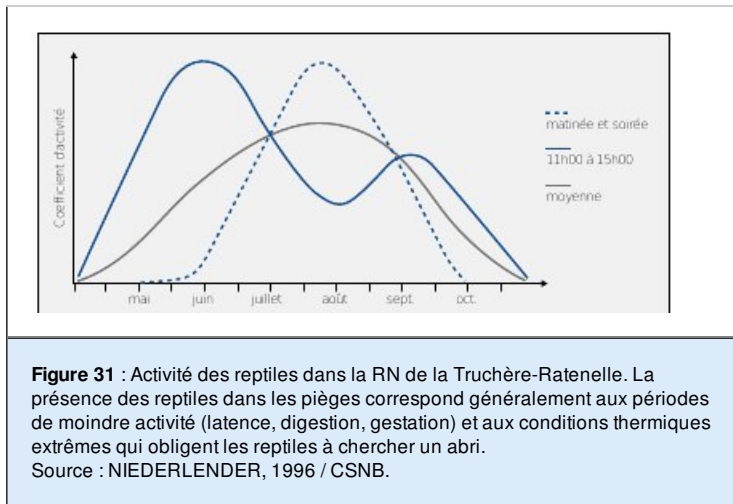 Coefficient d'activité
matinée et soirée
11h00 à 15h00
moyenne
mai juin juillet août sept. oct.
Figure 31 : Activité des reptiles dans la RN de la Truchère-Ratenelle. La
présence des reptiles dans les pièges correspond généralement aux périodes
de moindre activité (latence, digestion, gestation) et aux conditions thermiques
extrêmes qui obligent les reptiles à chercher un abri.
Source : NIEDERLENDER, 1996 / CSNB.